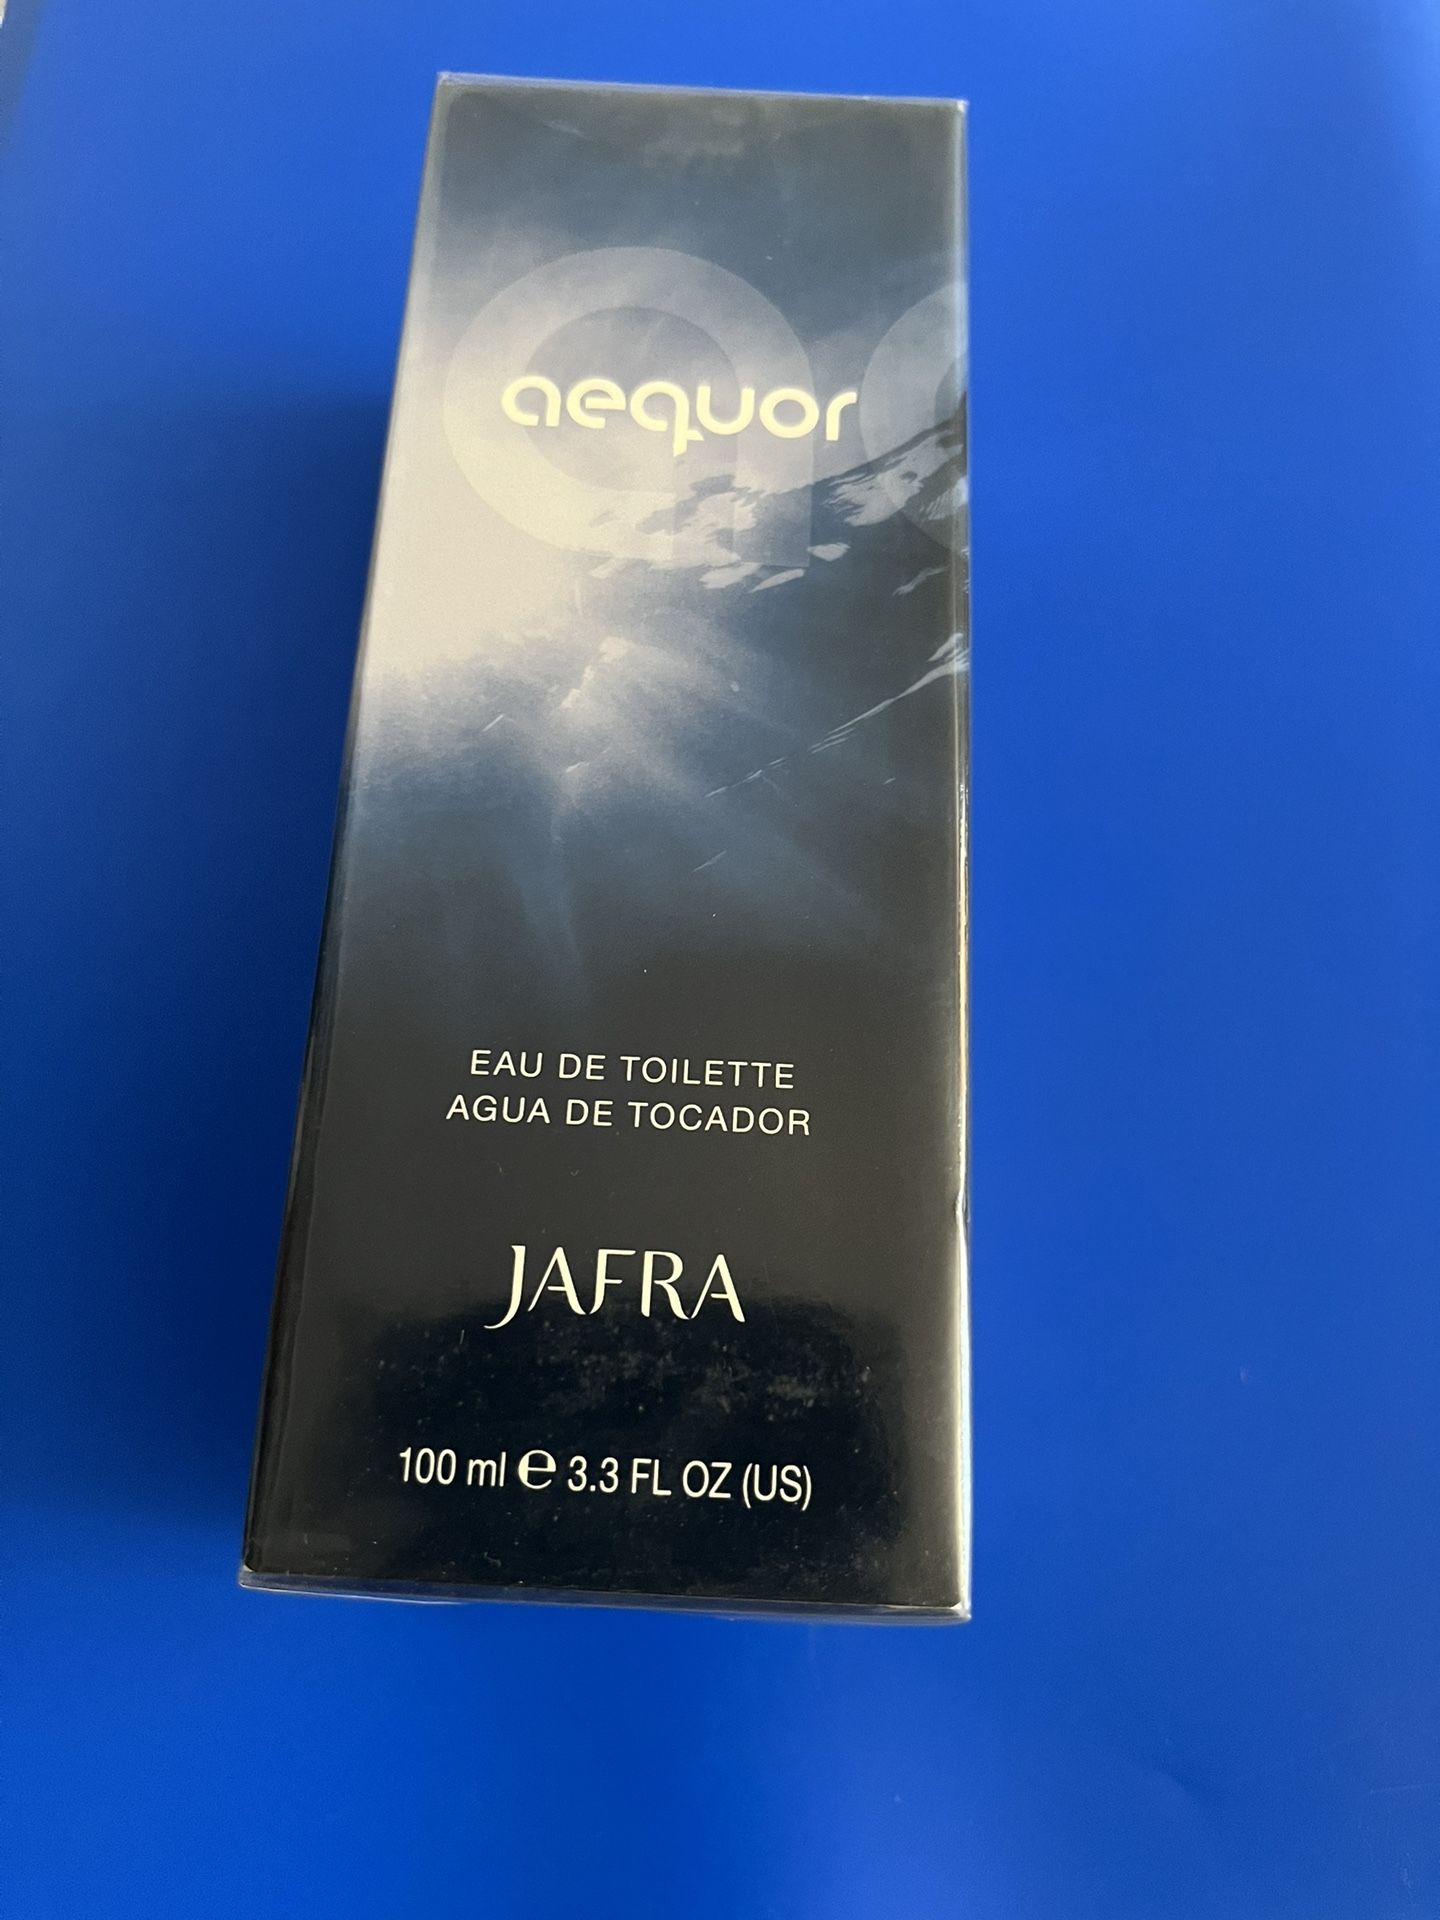 aequor
EAU DE TOILETTE
AGUA DE TOCADOR
JAFRA
100 ml ℮ 3.3 FL OZ (US)